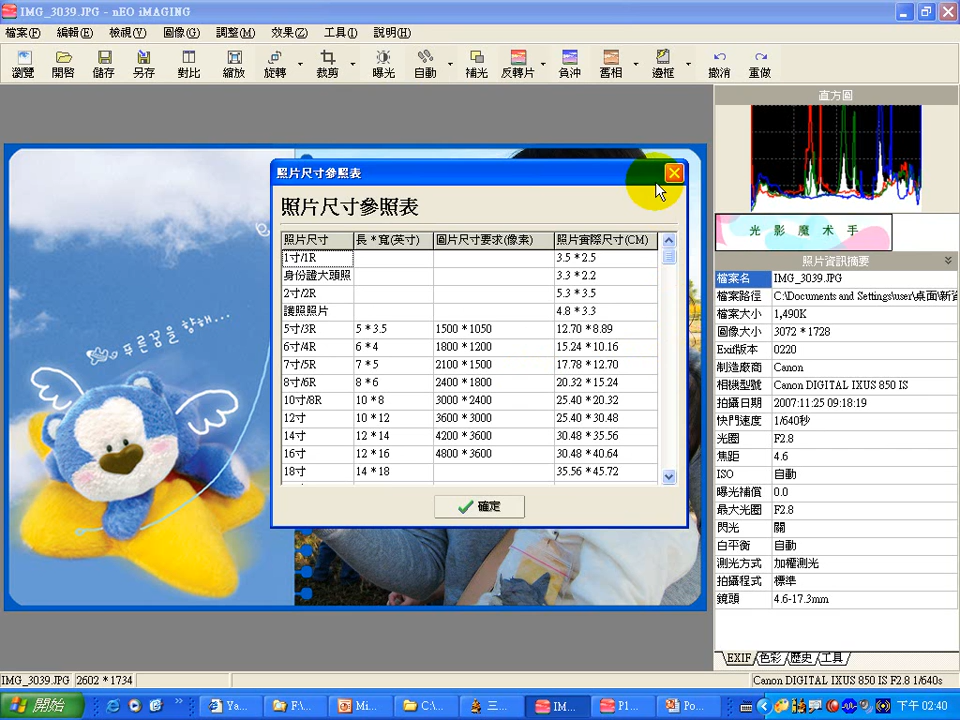 IMG_3039.JPG - nEO iMAGING
檔案(F) 編輯(E) 檢視(V) 圖像(G) 調整(M) 效果(Z) 工具(I) 說明(H)
瀏覽 開啓 儲存 另存 對比 縮放 旋轉 裁剪 曝光 自動 補光 反轉片 負沖 舊相 邊框 撤消 重做
直方圖
光 影 魔 術 手
照片資訊摘要
檔案名 IMG_3039.JPG
檔案路徑 C:\Documents and Settings\user\桌面\新資
檔案大小 1,490K
圖像大小 3072 * 1728
Exif版本 0220
制造廠商 Canon
相機型號 Canon DIGITAL IXUS 850 IS
拍攝日期 2007:11:25 09:18:19
快門速度 1/640秒
光圈 F2.8
焦距 4.6
ISO 自動
曝光補償 0.0
最大光圈 F2.8
閃光 關
白平衡 自動
測光方式 加權測光
拍攝程式 標準
鏡頭 4.6-17.3mm
EXIF 色彩 歷史 工具
푸른꿈을 향해...
照片尺寸參照表
照片尺寸參照表
照片尺寸 長＊寬(英寸) 圖片尺寸要求(像素) 照片實際尺寸(CM)
1寸/1R 3.5 * 2.5
身份證大頭照 3.3 * 2.2
2寸/2R 5.3 * 3.5
護照照片 4.8 * 3.3
5寸/3R 5 * 3.5 1500 * 1050 12.70 * 8.89
6寸/4R 6 * 4 1800 * 1200 15.24 * 10.16
7寸/5R 7 * 5 2100 * 1500 17.78 * 12.70
8寸/6R 8 * 6 2400 * 1800 20.32 * 15.24
10寸/8R 10 * 8 3000 * 2400 25.40 * 20.32
12寸 10 * 12 3600 * 3000 25.40 * 30.48
14寸 12 * 14 4200 * 3600 30.48 * 35.56
16寸 12 * 16 4800 * 3600 30.48 * 40.64
18寸 14 * 18 35.56 * 45.72
確定
IMG_3039.JPG 2602 * 1734 Canon DIGITAL IXUS 850 IS F2.8 1/640s
開始 Ya... F:\... Mi... C:\... 三... IM... P1... Po... 下午 02:40